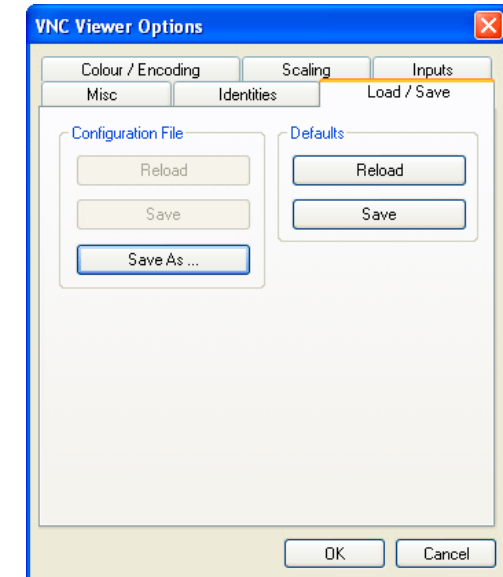 VNC Viewer Options
Colour / Encoding Scaling Inputs
Misc Identities Load / Save
Configuration File
Reload
Save
Save As ...
Defaults
Reload
Save
OK Cancel